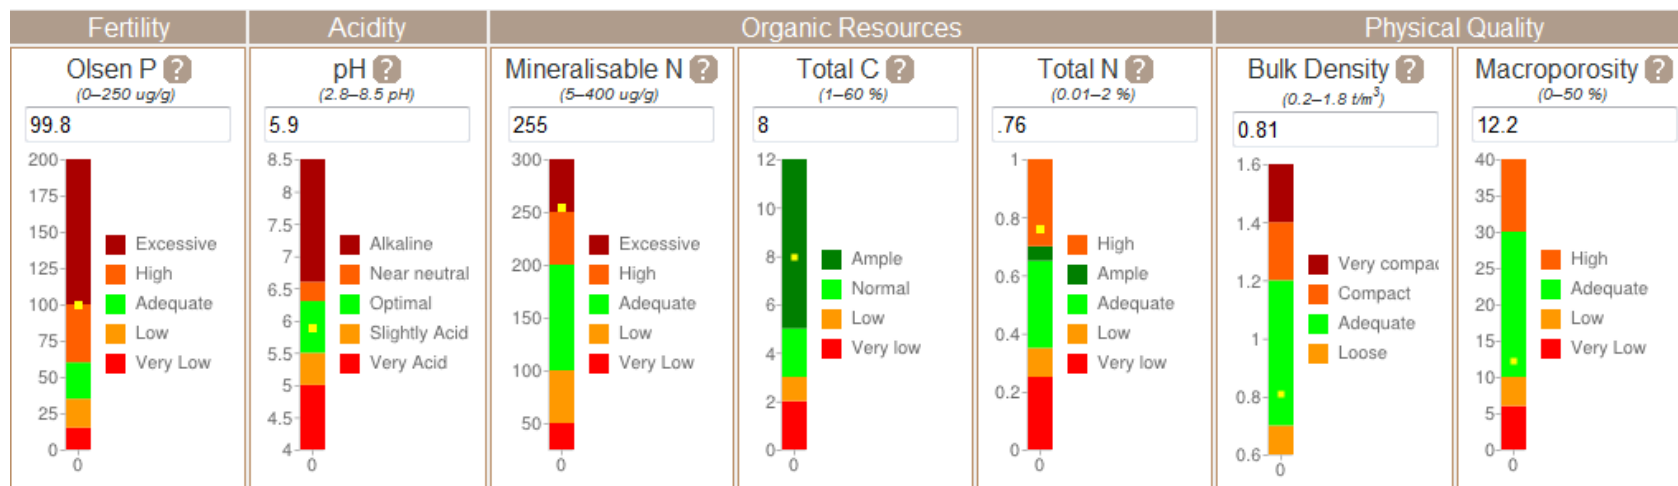 Fertility
Acidity
Organic Resources
Physical Quality
Olsen P ?
(0–250 ug/g)
99.8
200
175
150
125
100
75
50
25
0
0
Excessive
High
Adequate
Low
Very Low
pH ?
(2.8–8.5 pH)
5.9
8.5
8
7.5
7
6.5
6
5.5
5
4.5
4
0
Alkaline
Near neutral
Optimal
Slightly Acid
Very Acid
Mineralisable N ?
(5–400 ug/g)
255
300
250
200
150
100
50
0
Excessive
High
Adequate
Low
Very Low
Total C ?
(1–60 %)
8
12
10
8
6
4
2
0
0
Ample
Normal
Low
Very low
Total N ?
(0.01–2 %)
.76
1
0.8
0.6
0.4
0.2
0
0
High
Ample
Adequate
Low
Very low
Bulk Density ?
(0.2–1.8 t/m³)
0.81
1.6
1.4
1.2
1
0.8
0.6
0
Very compac
Compact
Adequate
Loose
Macroporosity ?
(0–50 %)
12.2
40
35
30
25
20
15
10
5
0
0
High
Adequate
Low
Very Low